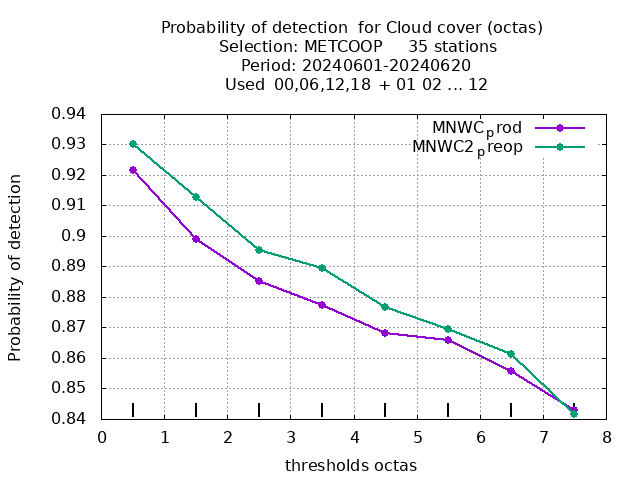 Probability of detection  for Cloud cover (octas)
Selection: METCOOP     35 stations
Period: 20240601-20240620
Used  00,06,12,18 + 01 02 ... 12
MNWCprod
MNWC2preop
0.94
0.93
0.92
0.91
0.9
0.89
0.88
0.87
0.86
0.85
0.84
Probability of detection
0 1 2 3 4 5 6 7 8
thresholds octas